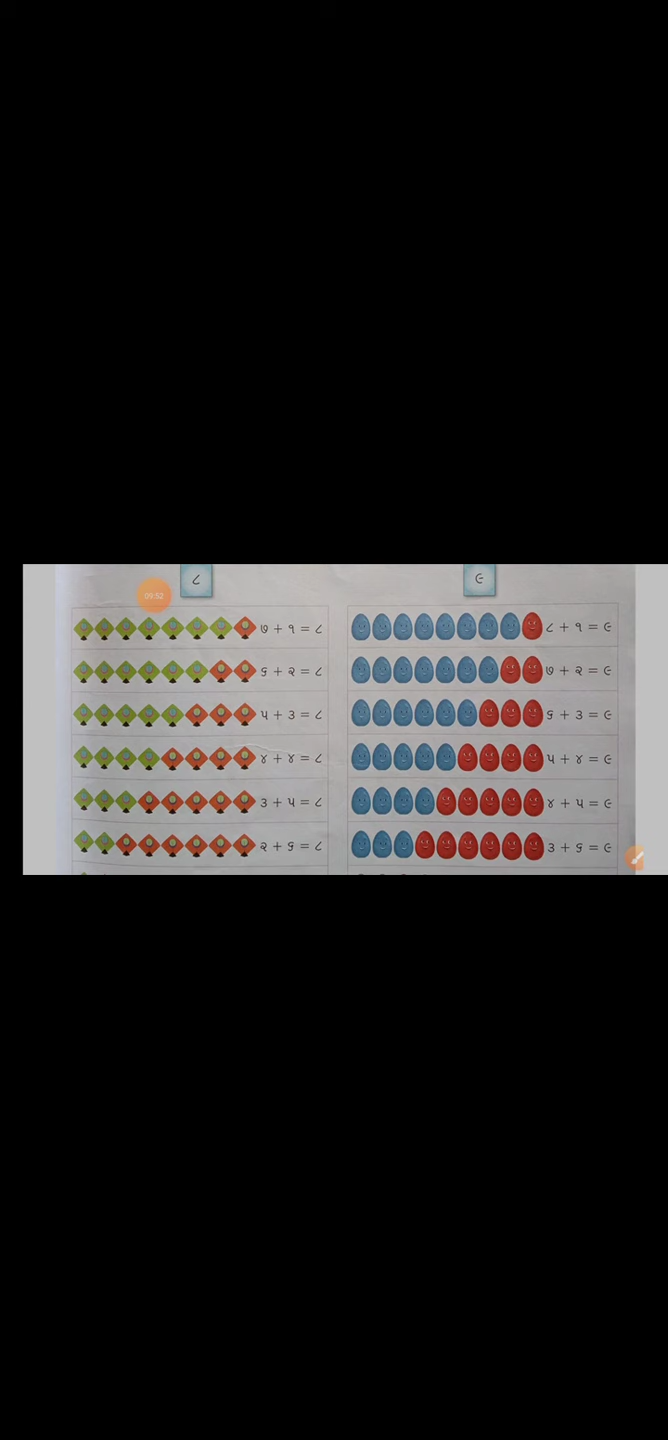 ૮
09:52
૭ + ૧ = ૮
૬ + ૨ = ૮
૫ + ૩ = ૮
૪ + ૪ = ૮
૩ + ૫ = ૮
૨ + ૬ = ૮
૯
૮ + ૧ = ૯
૭ + ૨ = ૯
૬ + ૩ = ૯
૫ + ૪ = ૯
૪ + ૫ = ૯
૩ + ૬ = ૯